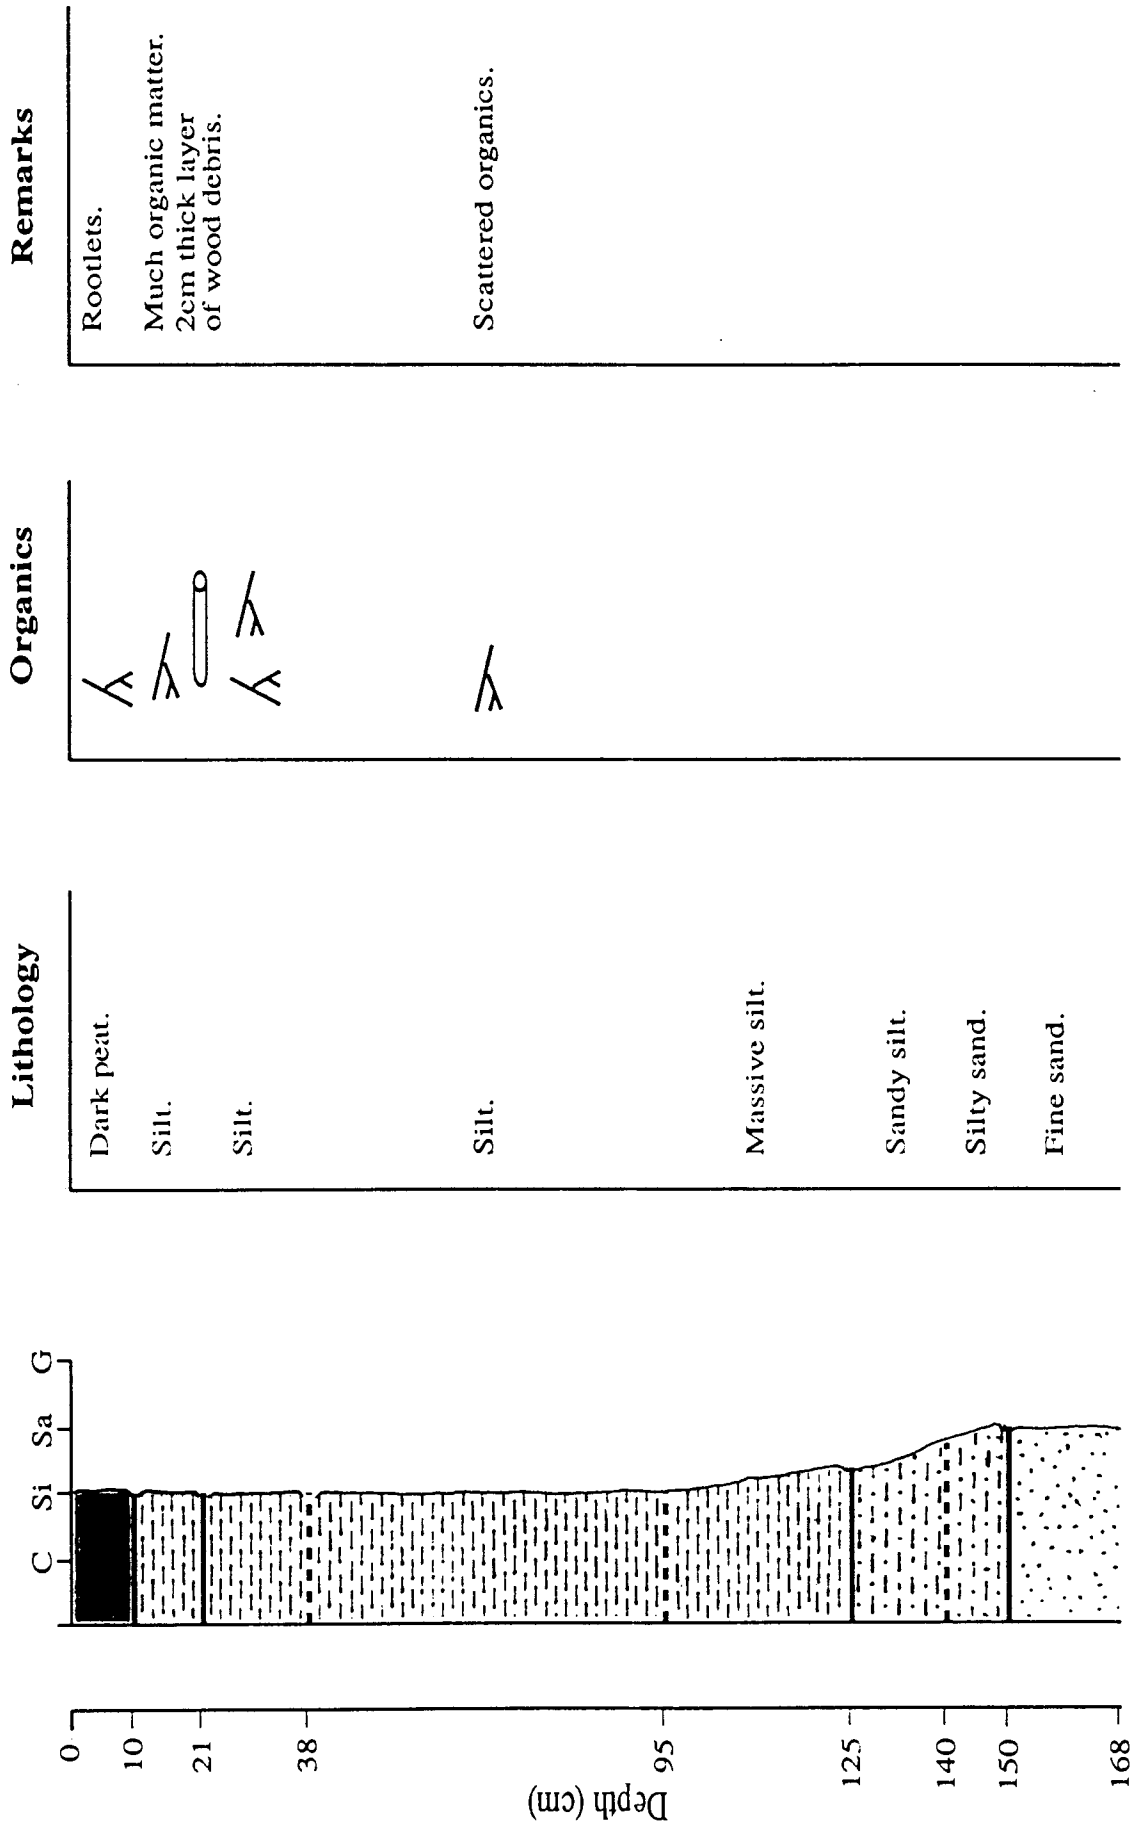 Lithology
Organics
Remarks
C Si Sa G
Depth (cm)
0
10
21
38
95
125
140
150
168
Dark peat.
Silt.
Silt.
Silt.
Massive silt.
Sandy silt.
Silty sand.
Fine sand.
Rootlets.
Much organic matter.
2cm thick layer
of wood debris.
Scattered organics.